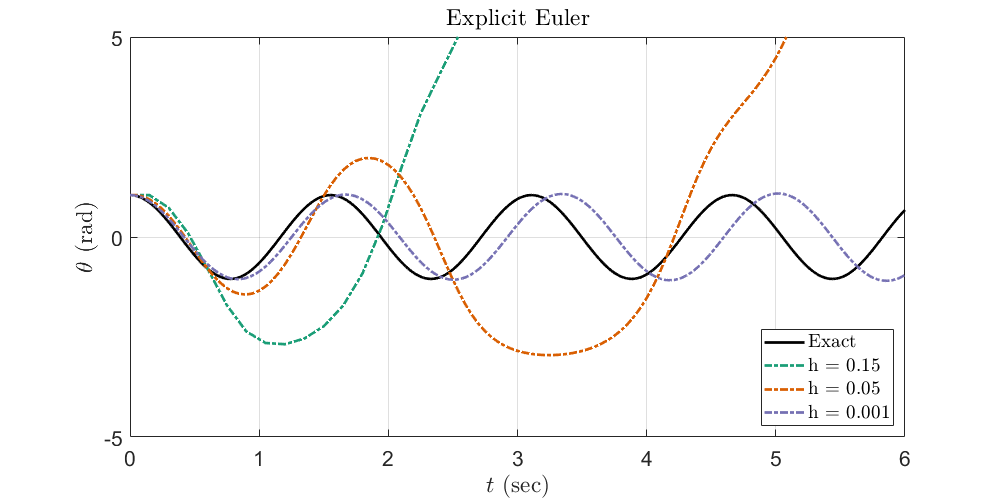 Explicit Euler
5
0
-5
θ (rad)
0 1 2 3 4 5 6
t (sec)
Exact
h = 0.15
h = 0.05
h = 0.001